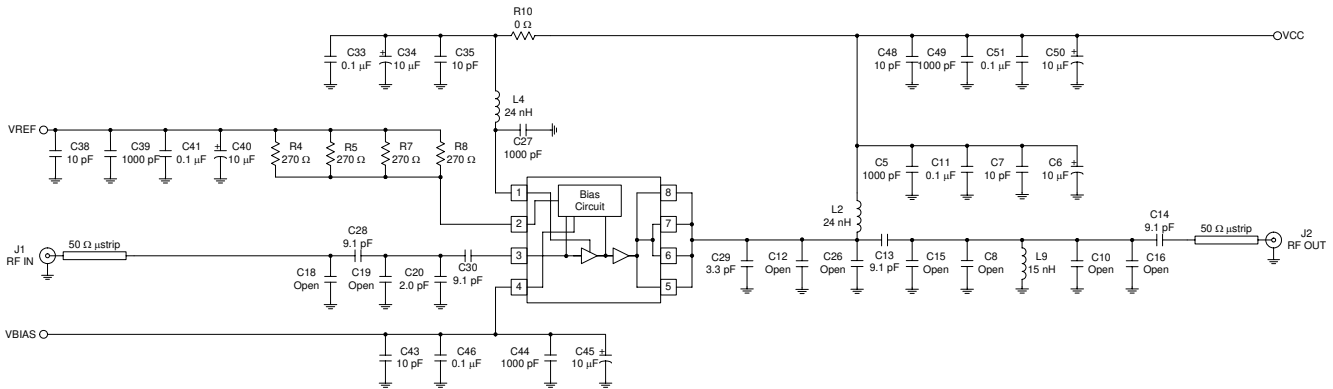 R10
0 Ω
VCC
C33
0.1 µF
+
C34
10 µF
C35
10 pF
C48
10 pF
C49
1000 pF
C51
0.1 µF
C50
10 µF
+
L4
24 nH
C27
1000 pF
VREF
C38
10 pF
C39
1000 pF
C41
0.1 µF
+
C40
10 µF
R4
270 Ω
R5
270 Ω
R7
270 Ω
R8
270 Ω
C5
1000 pF
C11
0.1 µF
C7
10 pF
C6
10 µF
+
1
2
3
4
Bias
Circuit
8
7
6
5
L2
24 nH
J1
RF IN
50 Ω µstrip
C28
9.1 pF
C18
Open
C19
Open
C20
2.0 pF
C30
9.1 pF
C29
3.3 pF
C12
Open
C26
Open
C13
9.1 pF
C15
Open
C8
Open
L9
15 nH
C10
Open
C16
Open
C14
9.1 pF
50 Ω µstrip
J2
RF OUT
VBIAS
C43
10 pF
C46
0.1 µF
C44
1000 pF
C45
10 µF
+